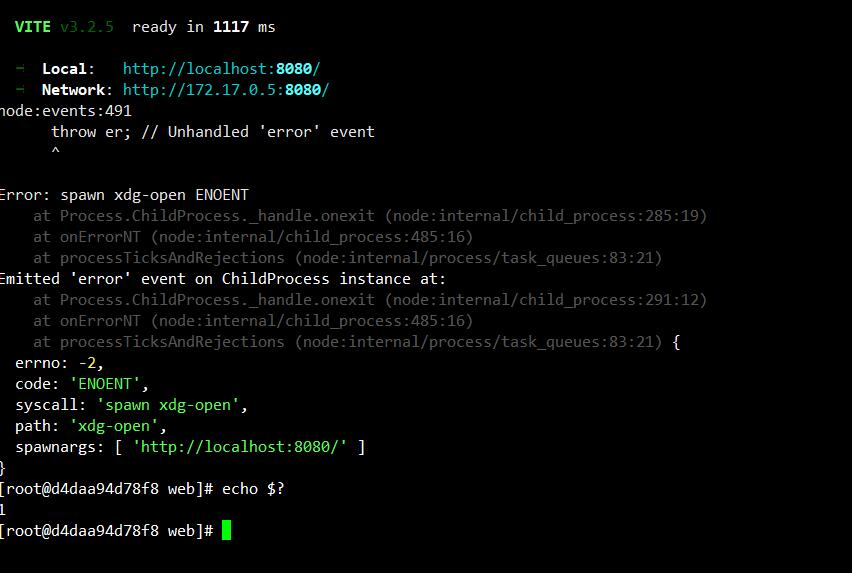 VITE v3.2.5 ready in 1117 ms
➜ Local: http://localhost:8080/
➜ Network: http://172.17.0.5:8080/
node:events:491
throw er; // Unhandled 'error' event
^
Error: spawn xdg-open ENOENT
at Process.ChildProcess._handle.onexit (node:internal/child_process:285:19)
at onErrorNT (node:internal/child_process:485:16)
at processTicksAndRejections (node:internal/process/task_queues:83:21)
Emitted 'error' event on ChildProcess instance at:
at Process.ChildProcess._handle.onexit (node:internal/child_process:291:12)
at onErrorNT (node:internal/child_process:485:16)
at processTicksAndRejections (node:internal/process/task_queues:83:21) {
errno: -2,
code: 'ENOENT',
syscall: 'spawn xdg-open',
path: 'xdg-open',
spawnargs: [ 'http://localhost:8080/' ]
}
[root@d4daa94d78f8 web]# echo $?
1
[root@d4daa94d78f8 web]#